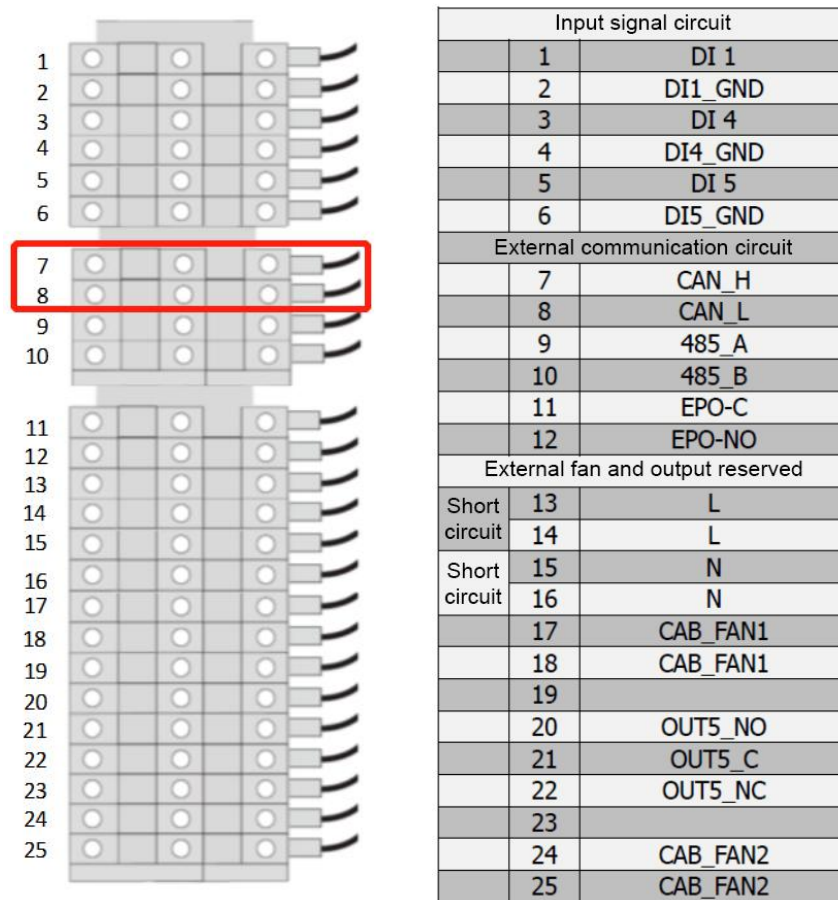 1
2
3
4
5
6
7
8
9
10
11
12
13
14
15
16
17
18
19
20
21
22
23
24
25
Input signal circuit
1 DI 1
2 DI1_GND
3 DI 4
4 DI4_GND
5 DI 5
6 DI5_GND
External communication circuit
7 CAN_H
8 CAN_L
9 485_A
10 485_B
11 EPO-C
12 EPO-NO
External fan and output reserved
Short circuit 13 L
14 L
Short circuit 15 N
16 N
17 CAB_FAN1
18 CAB_FAN1
19
20 OUT5_NO
21 OUT5_C
22 OUT5_NC
23
24 CAB_FAN2
25 CAB_FAN2